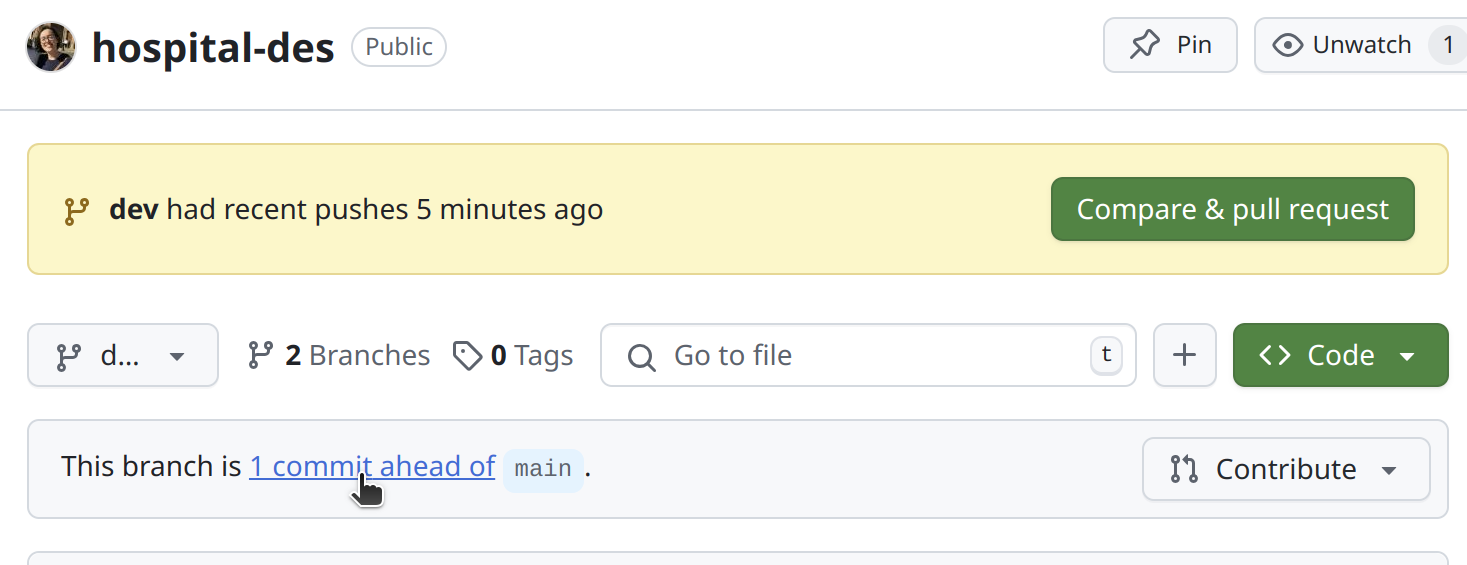 hospital-des Public Pin Unwatch 1
dev had recent pushes 5 minutes ago Compare & pull request
d... 2 Branches 0 Tags Go to file t Code
This branch is 1 commit ahead of main. Contribute